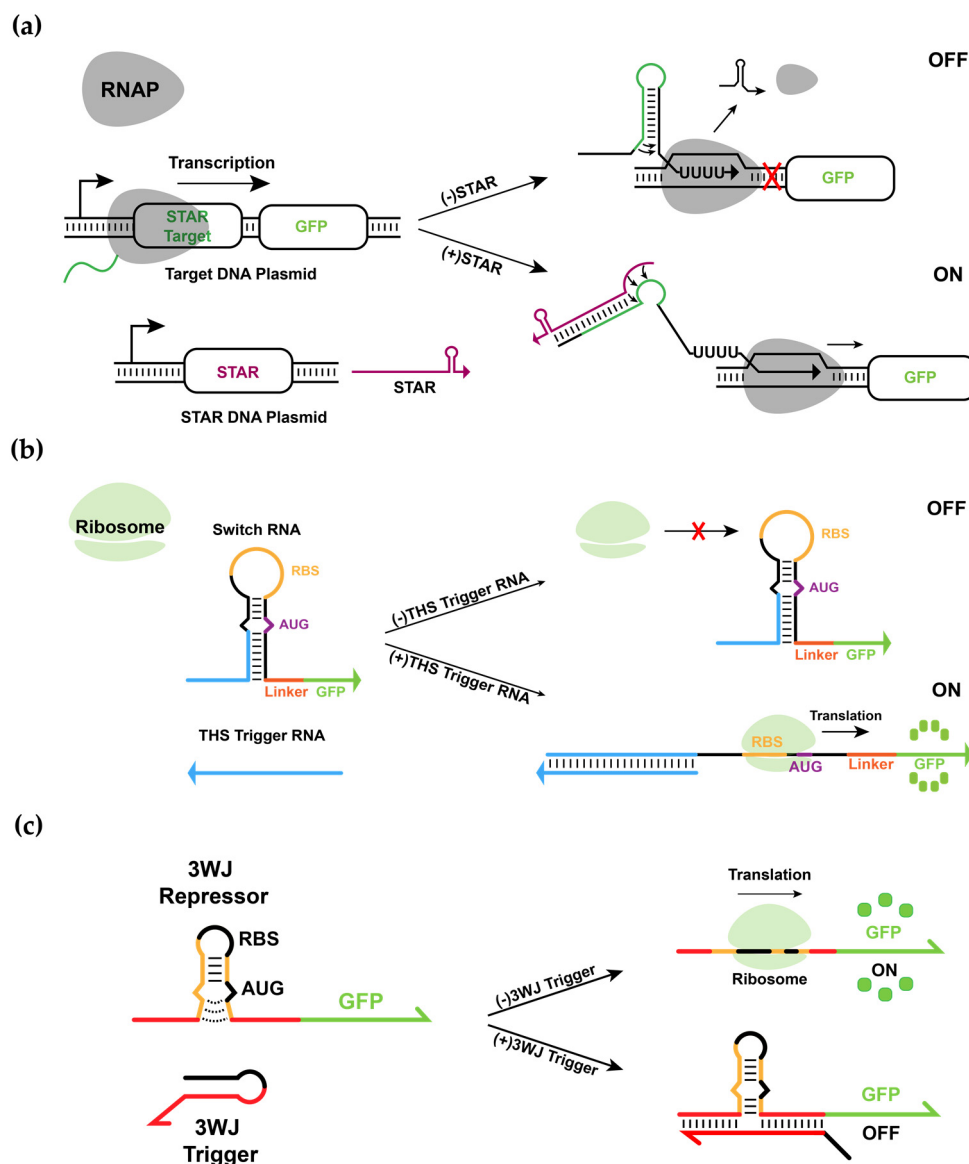 (a)
RNAP
Transcription
STAR
Target
GFP
Target DNA Plasmid
STAR
STAR DNA Plasmid
STAR
(-)STAR
(+)STAR
OFF
UUUU
GFP
ON
UUUU
GFP
(b)
Ribosome
Switch RNA
RBS
AUG
Linker
GFP
THS Trigger RNA
(-)THS Trigger RNA
(+)THS Trigger RNA
OFF
RBS
AUG
Linker
GFP
ON
Translation
RBS
AUG
Linker
GFP
(c)
3WJ
Repressor
RBS
AUG
GFP
3WJ
Trigger
(-)3WJ Trigger
(+)3WJ Trigger
Translation
GFP
Ribosome
ON
GFP
OFF